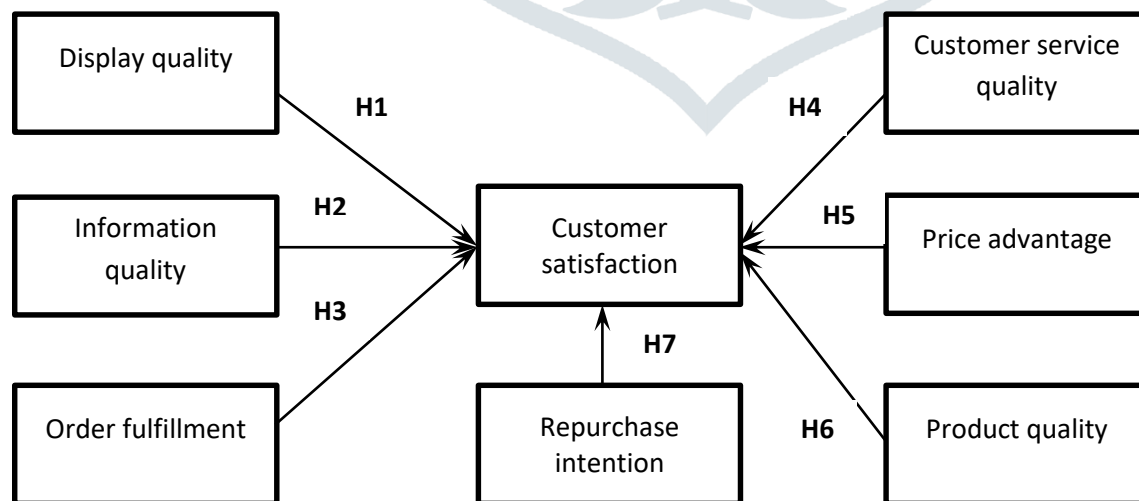 Display quality
H1
H4
Customer service
quality
Information
quality
H2
Customer
satisfaction
H5
Price advantage
H3
H7
Order fulfillment
Repurchase
intention
H6
Product quality